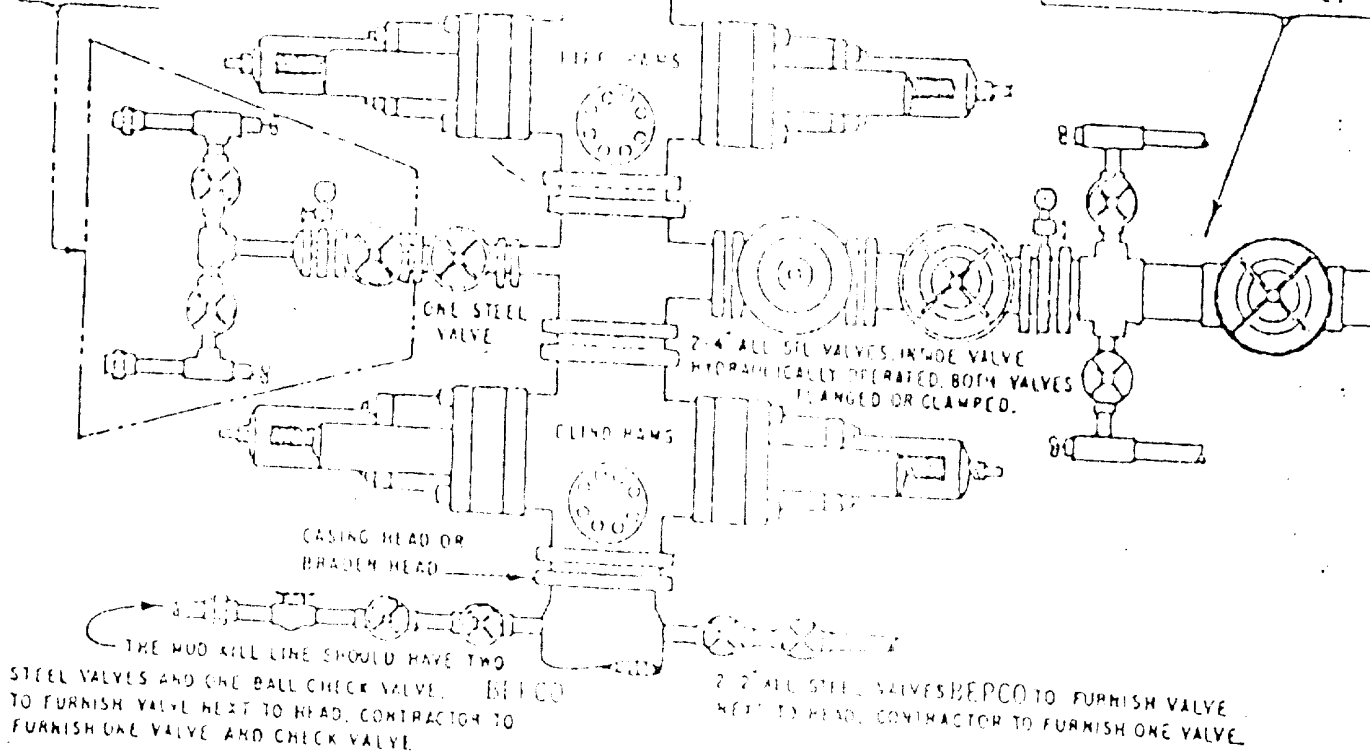 PIPE RAMS
ONE STEEL
VALVE
2-4" ALL STL VALVES, INSIDE VALVE
HYDRAULICALLY OPERATED, BOTH VALVES
FLANGED OR CLAMPED.
BLIND RAMS
CASING HEAD OR
BRADEN HEAD
THE MUD KILL LINE SHOULD HAVE TWO
STEEL VALVES AND ONE BALL CHECK VALVE. BEPCO
TO FURNISH VALVE NEXT TO HEAD, CONTRACTOR TO
FURNISH ONE VALVE AND CHECK VALVE
2-2" ALL STEEL VALVES BEPCO TO FURNISH VALVE
NEXT TO HEAD, CONTRACTOR TO FURNISH ONE VALVE